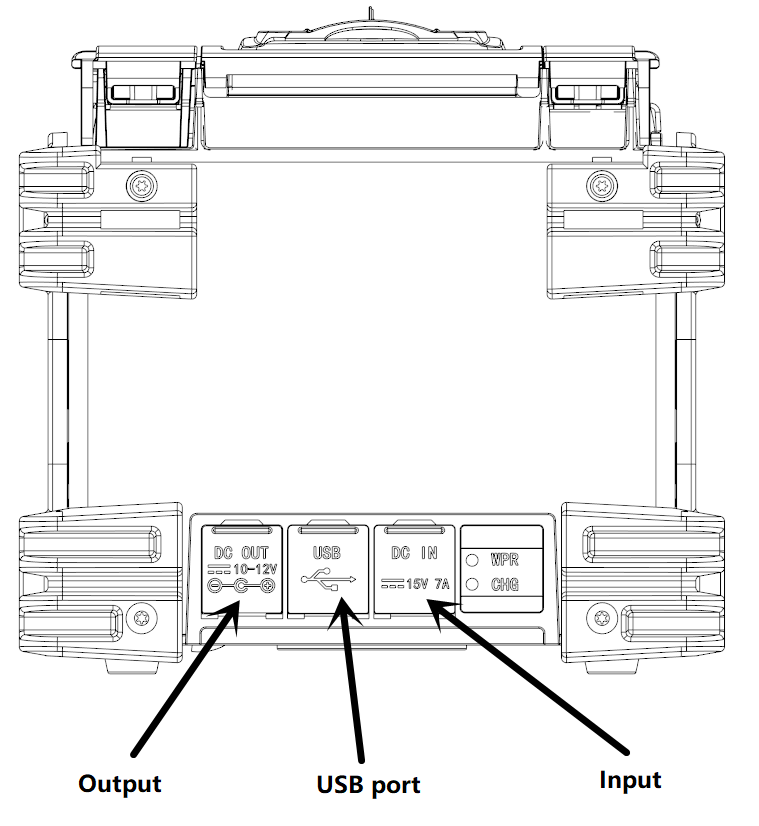 DC OUT
10-12V
USB
DC IN
15V 7A
WPR
CHG
Output
USB port
Input